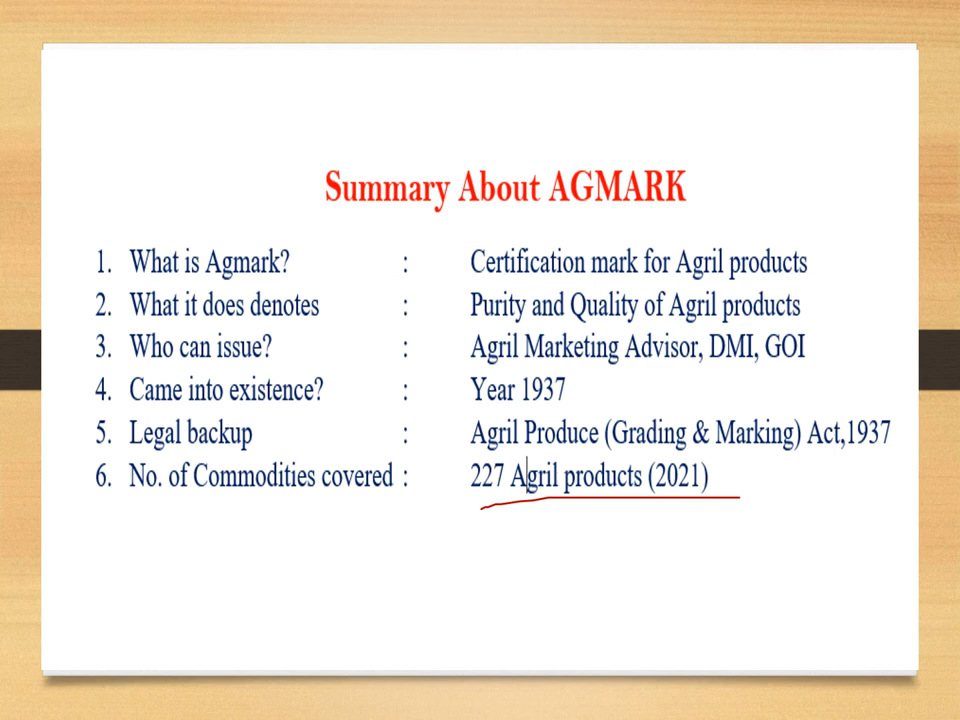 Summary About AGMARK
1. What is Agmark? : Certification mark for Agril products
2. What it does denotes : Purity and Quality of Agril products
3. Who can issue? : Agril Marketing Advisor, DMI, GOI
4. Came into existence? : Year 1937
5. Legal backup : Agril Produce (Grading & Marking) Act,1937
6. No. of Commodities covered : 227 Agril products (2021)